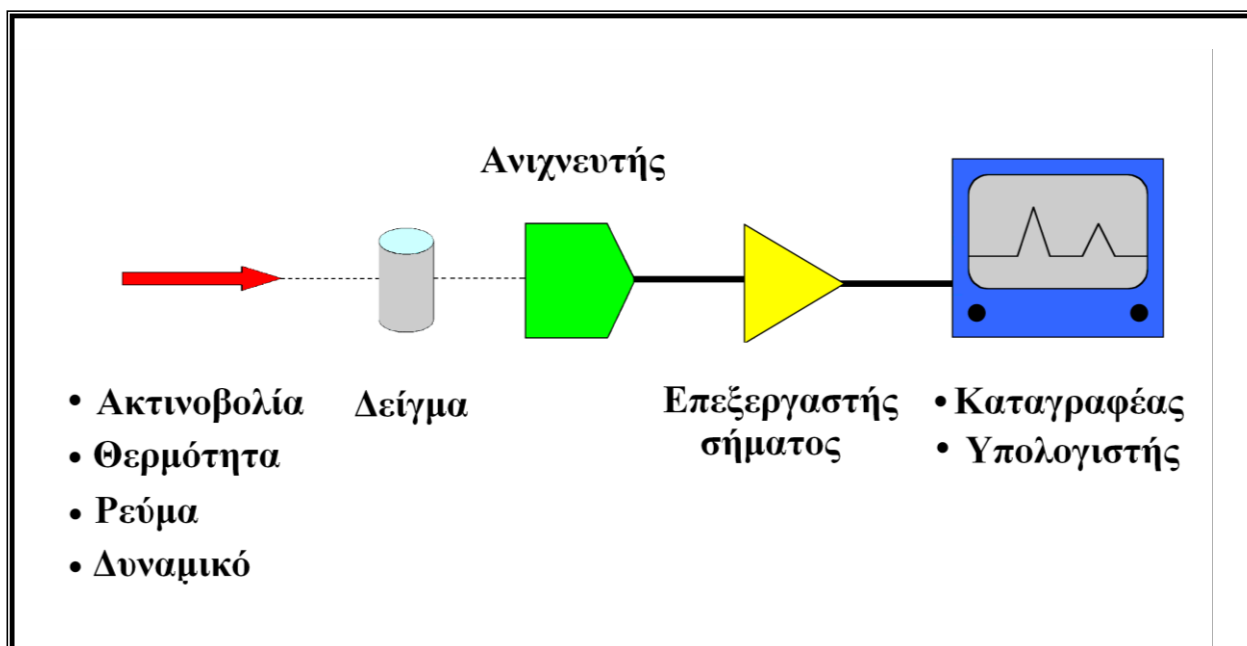 Ανιχνευτής
• Ακτινοβολία
• Θερμότητα
• Ρεύμα
• Δυναμικό
Δείγμα
Επεξεργαστής
σήματος
• Καταγραφέας
• Υπολογιστής